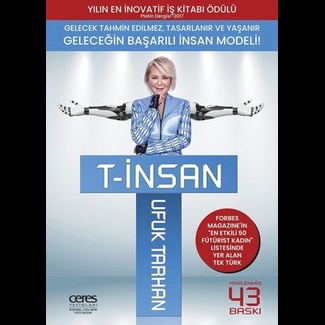 YILIN EN İNOVATİF İŞ KİTABI ÖDÜLÜ
Platin Dergisi 2017
GELECEK TAHMİN EDİLMEZ, TASARLANIR VE YAŞANIR
GELECEĞİN BAŞARILI İNSAN MODELİ!
T-İNSAN
UFUK TARHAN
FORBES
MAGAZINE'İN
"EN ETKİLİ 50
FÜTÜRİST KADIN"
LİSTESİNDE
YER ALAN
TEK TÜRK
ceres
YAYINLARI
YENİLENMİŞ
43
BASKI